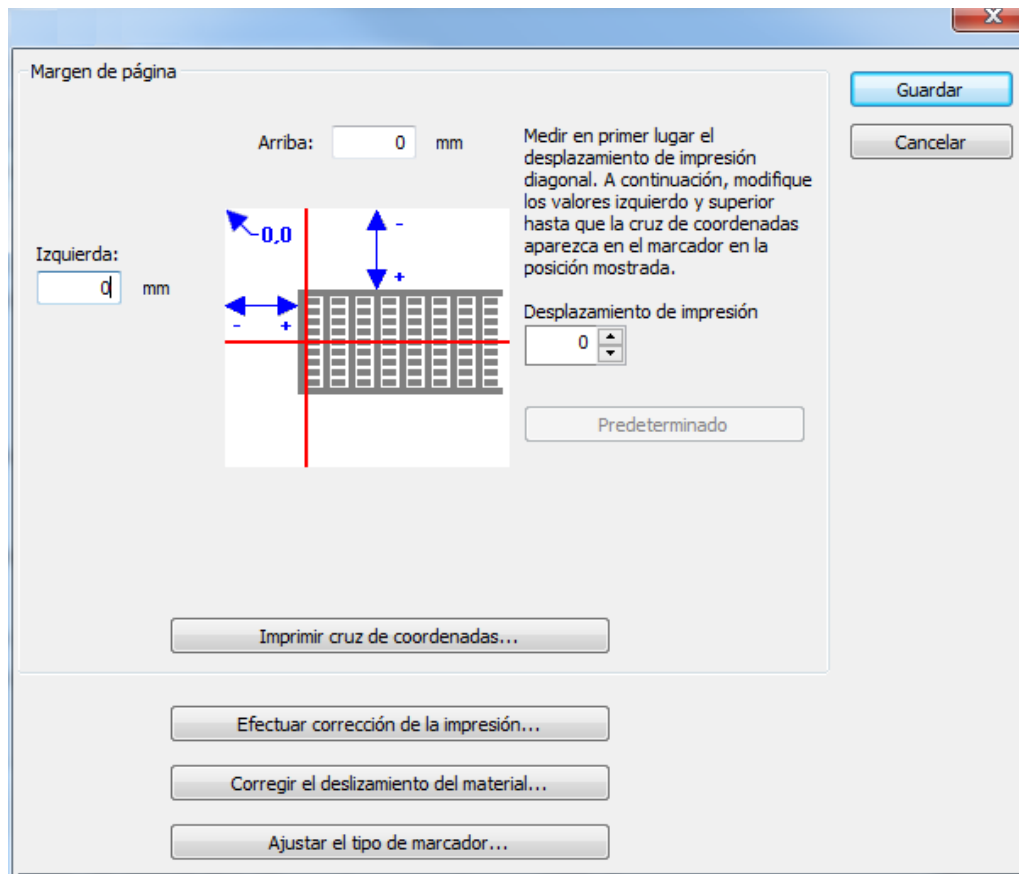 Margen de página
Guardar
Arriba: 0 mm
Medir en primer lugar el
desplazamiento de impresión
diagonal. A continuación, modifique
los valores izquierdo y superior
hasta que la cruz de coordenadas
aparezca en el marcador en la
posición mostrada.
Cancelar
0,0
-
+
Izquierda:
0 mm
- +
Desplazamiento de impresión
0
Predeterminado
Imprimir cruz de coordenadas...
Efectuar corrección de la impresión...
Corregir el deslizamiento del material...
Ajustar el tipo de marcador...